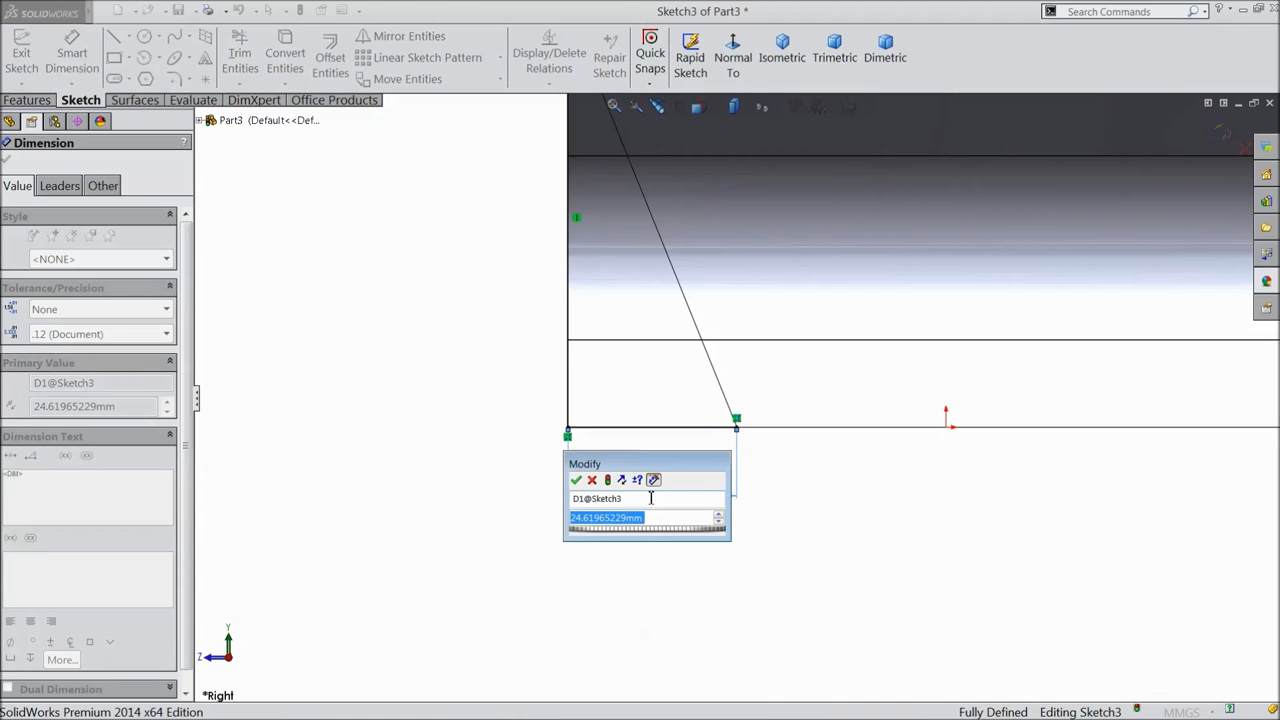 SOLIDWORKS
Sketch3 of Part3 *
Search Commands
Exit Sketch
Smart Dimension
Trim Entities
Convert Entities
Offset Entities
Mirror Entities
Linear Sketch Pattern
Move Entities
Display/Delete Relations
Repair Sketch
Quick Snaps
Rapid Sketch
Normal To
Isometric
Trimetric
Dimetric
Features
Sketch
Surfaces
Evaluate
DimXpert
Office Products
Part3 (Default<<Def...
Dimension
?
Value
Leaders
Other
Style
<NONE>
Tolerance/Precision
None
.12 (Document)
Primary Value
D1@Sketch3
24.61965229mm
Dimension Text
<DIM>
More...
Dual Dimension
Modify
D1@Sketch3
24.61965229mm
Y
Z
*Right
SolidWorks Premium 2014 x64 Edition
Fully Defined
Editing Sketch3
MMGS